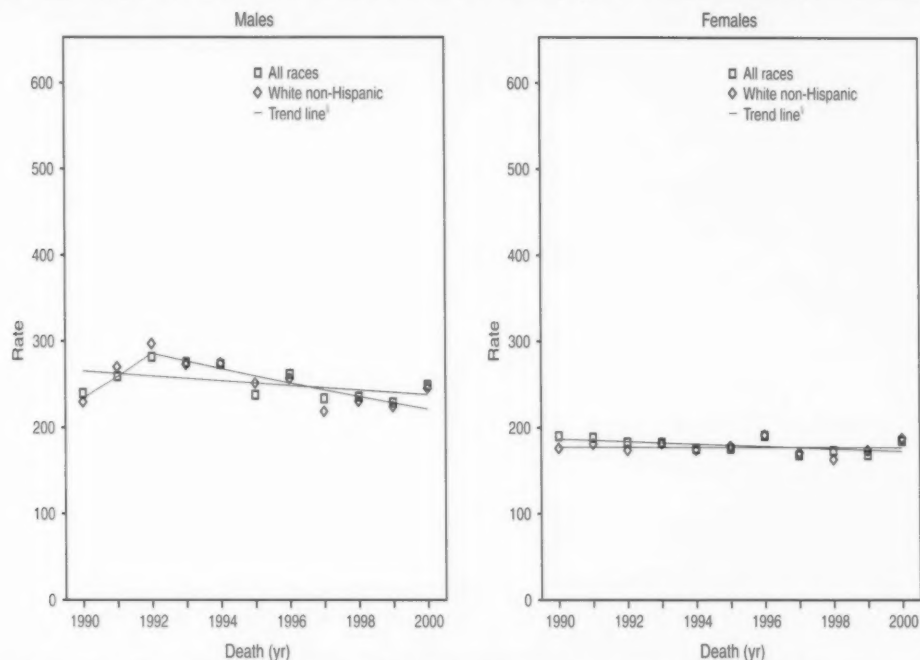 Males
□ All races
◇ White non-Hispanic
— Trend line§
Rate
600
500
400
300
200
100
0
1990 1992 1994 1996 1998 2000
Death (yr)
Females
□ All races
◇ White non-Hispanic
— Trend line§
Rate
600
500
400
300
200
100
0
1990 1992 1994 1996 1998 2000
Death (yr)